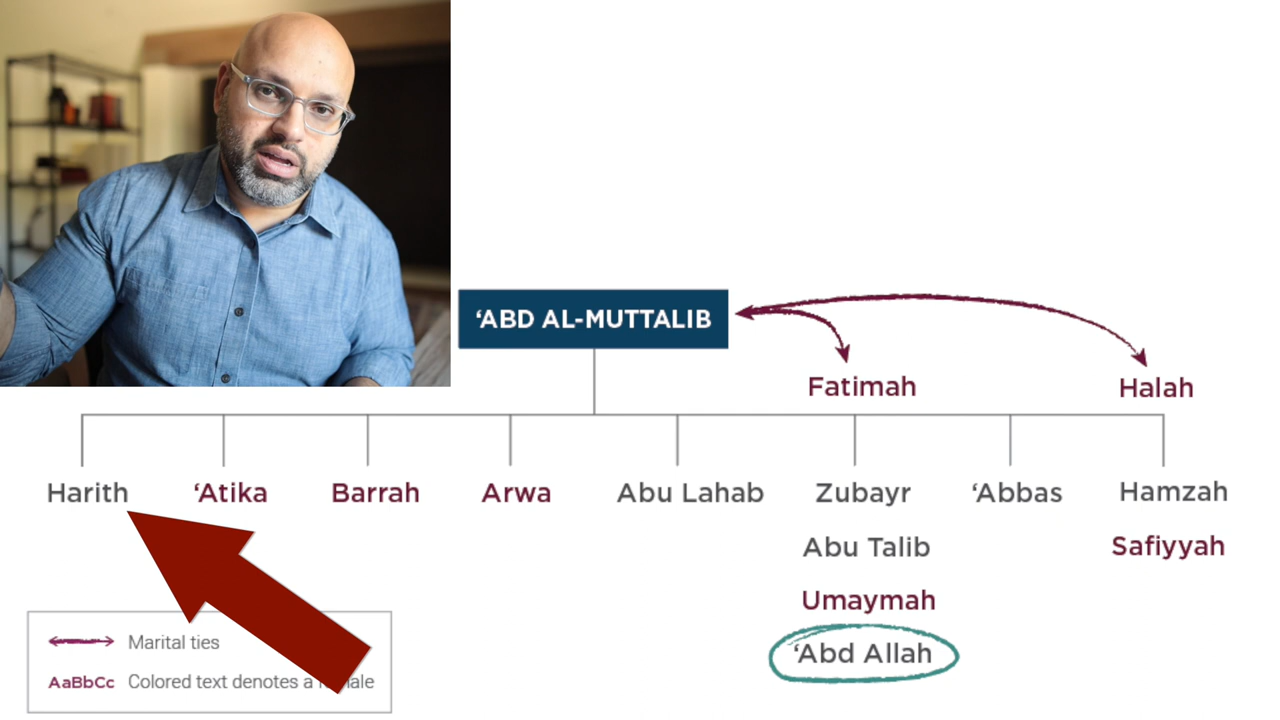 ‘ABD AL-MUTTALIB
Fatimah
Halah
Harith
‘Atika
Barrah
Arwa
Abu Lahab
Zubayr
‘Abbas
Hamzah
Abu Talib
Safiyyah
Umaymah
‘Abd Allah
Marital ties
AaBbCc Colored text denotes a